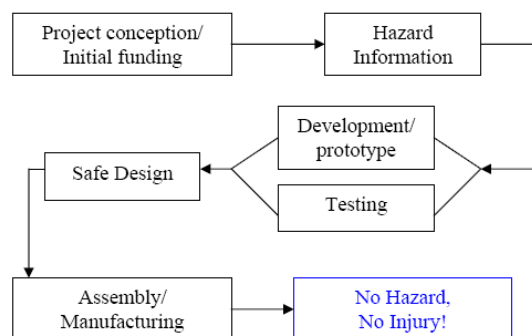 Project conception/
Initial funding
Hazard
Information
Development/
prototype
Testing
Safe Design
Assembly/
Manufacturing
No Hazard,
No Injury!